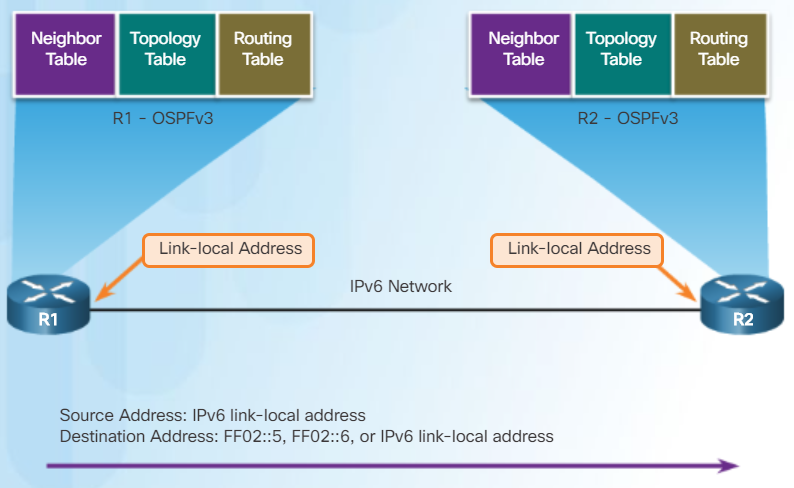 Neighbor Table
Topology Table
Routing Table
Neighbor Table
Topology Table
Routing Table
R1 - OSPFv3
R2 - OSPFv3
Link-local Address
Link-local Address
IPv6 Network
R1
R2
Source Address: IPv6 link-local address
Destination Address: FF02::5, FF02::6, or IPv6 link-local address